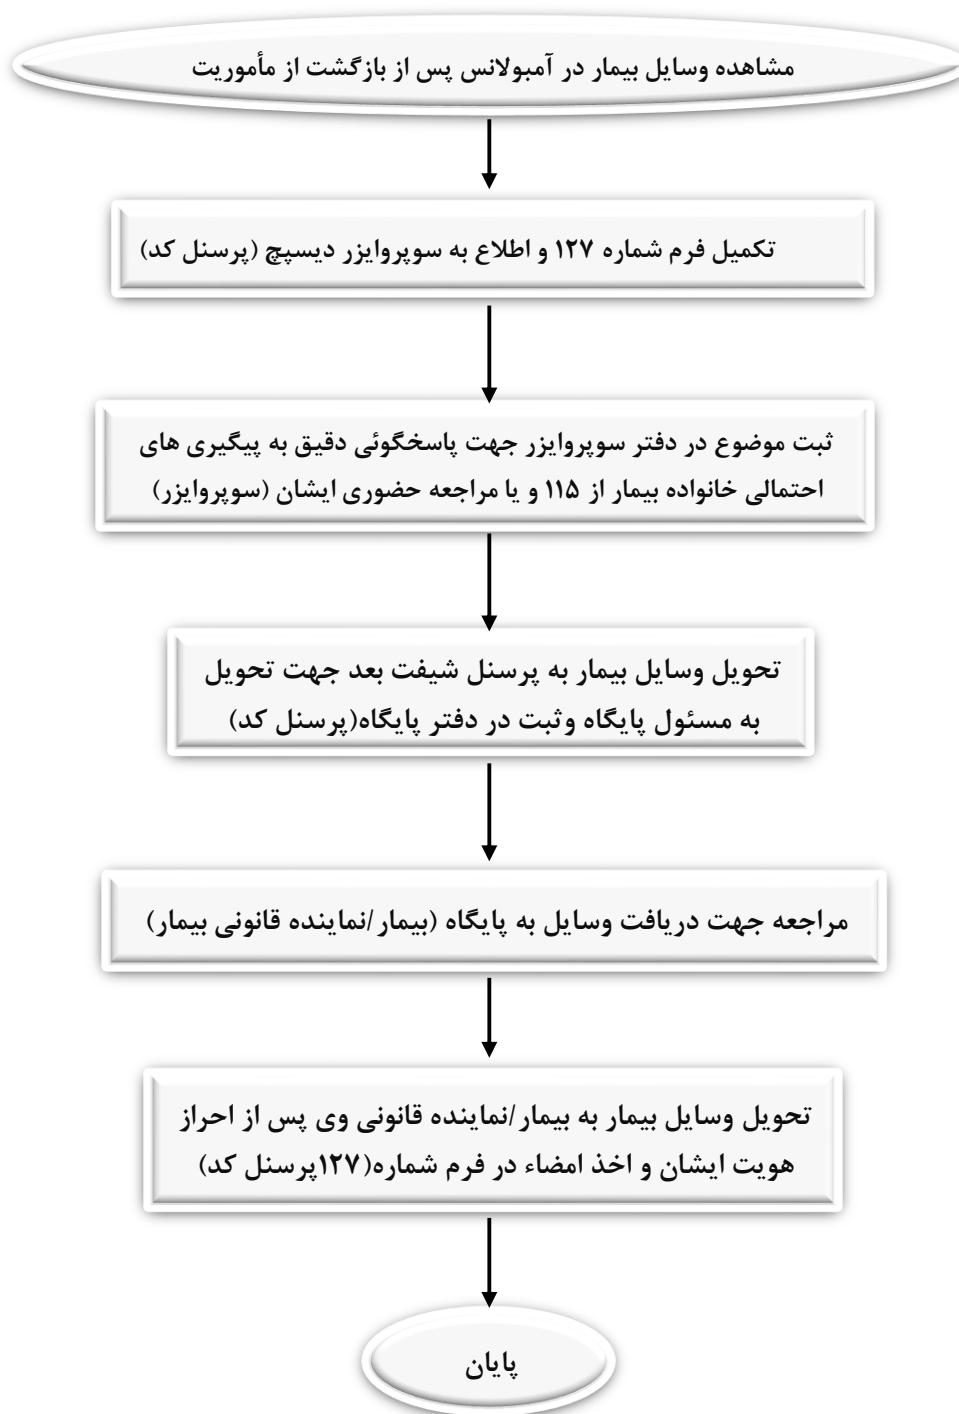 مشاهده وسایل بیمار در آمبولانس پس از بازگشت از مأموریت
تکمیل فرم شماره ۱۲۷ و اطلاع به سوپروایزر دیسپچ (پرسنل کد)
ثبت موضوع در دفتر سوپروایزر جهت پاسخگوئی دقیق به پیگیری های
احتمالی خانواده بیمار از ۱۱۵ و یا مراجعه حضوری ایشان (سوپروایزر)
تحویل وسایل بیمار به پرسنل شیفت بعد جهت تحویل
به مسئول پایگاه وثبت در دفتر پایگاه(پرسنل کد)
مراجعه جهت دریافت وسایل به پایگاه (بیمار/نماینده قانونی بیمار)
تحویل وسایل بیمار به بیمار/نماینده قانونی وی پس از احراز
هویت ایشان و اخذ امضاء در فرم شماره(۱۲۷پرسنل کد)
پایان